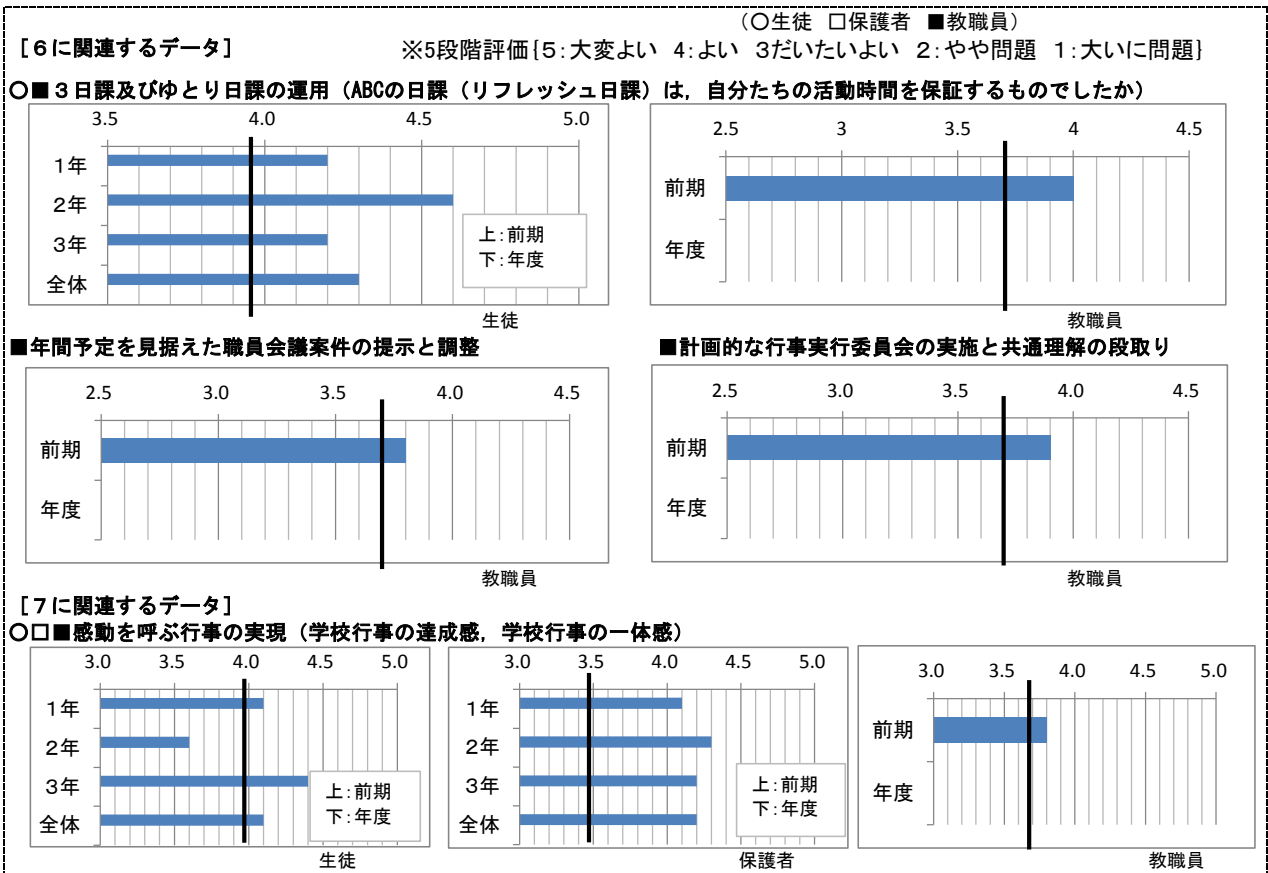 (○生徒 □保護者 ■教職員)
[6に関連するデータ]
※5段階評価{5:大変よい 4:よい 3だいたいよい 2:やや問題 1:大いに問題}
○■3日課及びゆとり日課の運用(ABCの日課(リフレッシュ日課)は,自分たちの活動時間を保証するものでしたか)
3.5 4.0 4.5 5.0
1年
2年
3年
全体
上:前期
下:年度
生徒
2.5 3 3.5 4 4.5
前期
年度
教職員
■年間予定を見据えた職員会議案件の提示と調整
2.5 3.0 3.5 4.0 4.5
前期
年度
教職員
■計画的な行事実行委員会の実施と共通理解の段取り
2.5 3.0 3.5 4.0 4.5
前期
年度
教職員
[7に関連するデータ]
○□■感動を呼ぶ行事の実現(学校行事の達成感,学校行事の一体感)
3.0 3.5 4.0 4.5 5.0
1年
2年
3年
全体
上:前期
下:年度
生徒
3.0 3.5 4.0 4.5 5.0
1年
2年
3年
全体
上:前期
下:年度
保護者
3.0 3.5 4.0 4.5 5.0
前期
年度
教職員